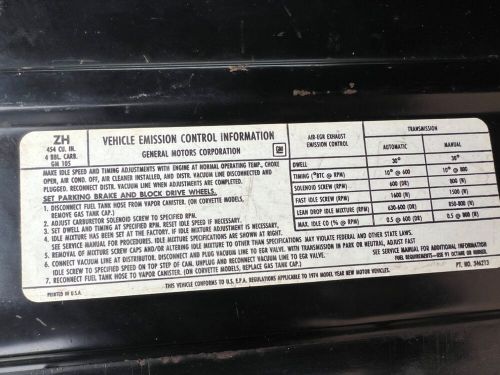 ZH
454 CU. IN.
4 BBL. CARB.
GM 105
VEHICLE EMISSION CONTROL INFORMATION
GENERAL MOTORS CORPORATION
GM
MAKE IDLE SPEED AND TIMING ADJUSTMENTS WITH ENGINE AT NORMAL OPERATING TEMP., CHOKE
OPEN, AIR COND. OFF, AIR CLEANER INSTALLED, AND DISTR. VACUUM LINE DISCONNECTED AND
PLUGGED. RECONNECT DISTR. VACUUM LINE WHEN ADJUSTMENTS ARE COMPLETED.
SET PARKING BRAKE AND BLOCK DRIVE WHEELS.
1. DISCONNECT FUEL TANK HOSE FROM VAPOR CANISTER. (ON CORVETTE MODELS,
REMOVE GAS TANK CAP.)
2. ADJUST CARBURETOR SOLENOID SCREW TO SPECIFIED RPM.
3. SET DWELL AND TIMING AT SPECIFIED RPM. RESET IDLE SPEED IF NECESSARY.
4. IDLE MIXTURE HAS BEEN SET AT THE FACTORY. IF IDLE MIXTURE ADJUSTMENT IS NECESSARY,
SEE SERVICE MANUAL FOR PROCEDURES. IDLE MIXTURE SPECIFICATIONS ARE SHOWN AT RIGHT.
5. REMOVAL OF MIXTURE SCREW CAPS AND/OR ALTERING IDLE MIXTURE TO OTHER THAN SPECIFICATIONS MAY VIOLATE FEDERAL AND/OR OTHER STATE LAWS.
6. CONNECT VACUUM LINE AT DISTRIBUTOR. DISCONNECT AND PLUG VACUUM LINE TO EGR VALVE. WITH TRANSMISSION IN PARK OR NEUTRAL, ADJUST FAST
IDLE SCREW TO SPECIFIED SPEED ON TOP STEP OF CAM. UNPLUG AND RECONNECT VACUUM LINE TO EGR VALVE.
7. RECONNECT FUEL TANK HOSE TO VAPOR CANISTER (ON CORVETTE MODELS, REPLACE GAS TANK CAP.)
AIR-EGR EXHAUST
EMISSION CONTROL
TRANSMISSION
AUTOMATIC MANUAL
DWELL 30° 30°
TIMING (°BTC @ RPM) 10° @ 600 10° @ 800
SOLENOID SCREW (RPM) 600 (DR) 800 (N)
FAST IDLE SCREW (RPM) 1600 (N) 1500 (N)
LEAN DROP IDLE MIXTURE (RPM) 630-600 (DR) 850-800 (N)
MAX. IDLE CO (% @ RPM) 0.5 @ 600 (DR) 0.5 @ 800 (N)
SEE SERVICE MANUAL FOR ADDITIONAL INFORMATION
FUEL REQUIREMENTS - USE 91 OCTANE OR HIGHER.
PRINTED IN U.S.A.
THIS VEHICLE CONFORMS TO U.S. E.P.A. REGULATIONS APPLICABLE TO 1974 MODEL YEAR NEW MOTOR VEHICLES.
PT. NO. 346213